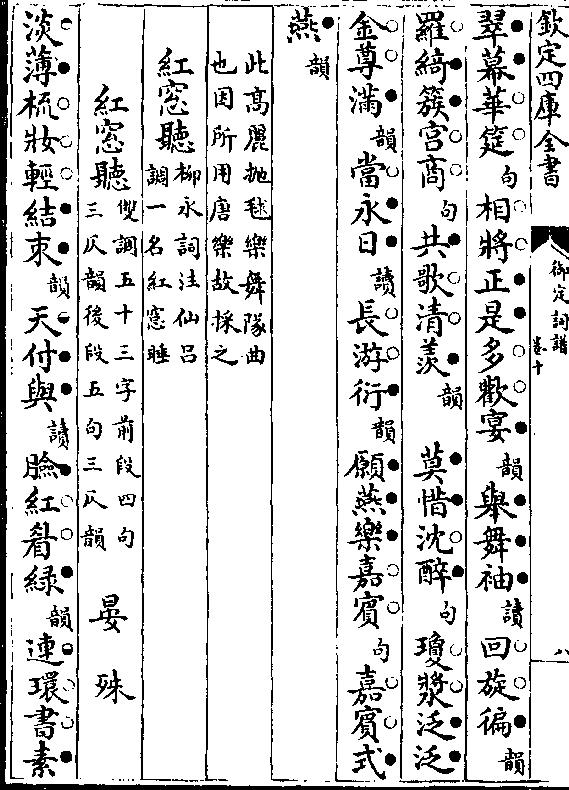 欽定四庫全書
御定詞譜
卷十
八
翠幕華筵句相將正是多歡宴韻舉舞袖讀回旋徧韻
羅綺簇宮商句共歌清羡韻莫惜沈醉句瓊漿泛泛
金尊滿韻當永日讀長游衍韻願燕樂嘉賓句嘉賓式
燕韻
此高麗抛毬樂舞隊曲
也因所用唐樂故採之
紅窓聽柳永詞注仙吕
調一名紅窓睡
紅窓聽雙調五十三字前段四句
三仄韻後段五句三仄韻 晏殊
淡薄梳妝輕結束韻天付與讀臉紅眉綠韻連環書素